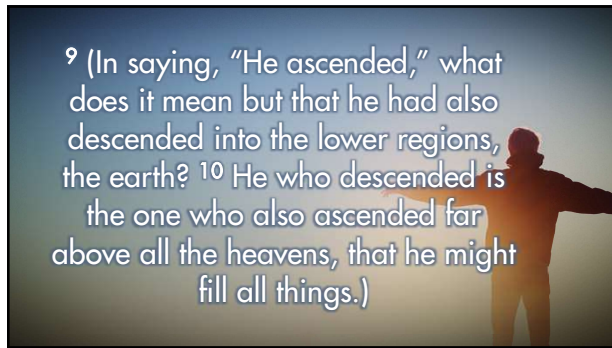 ⁹ (In saying, “He ascended,” what
does it mean but that he had also
descended into the lower regions,
the earth? ¹⁰ He who descended is
the one who also ascended far
above all the heavens, that he might
fill all things.)